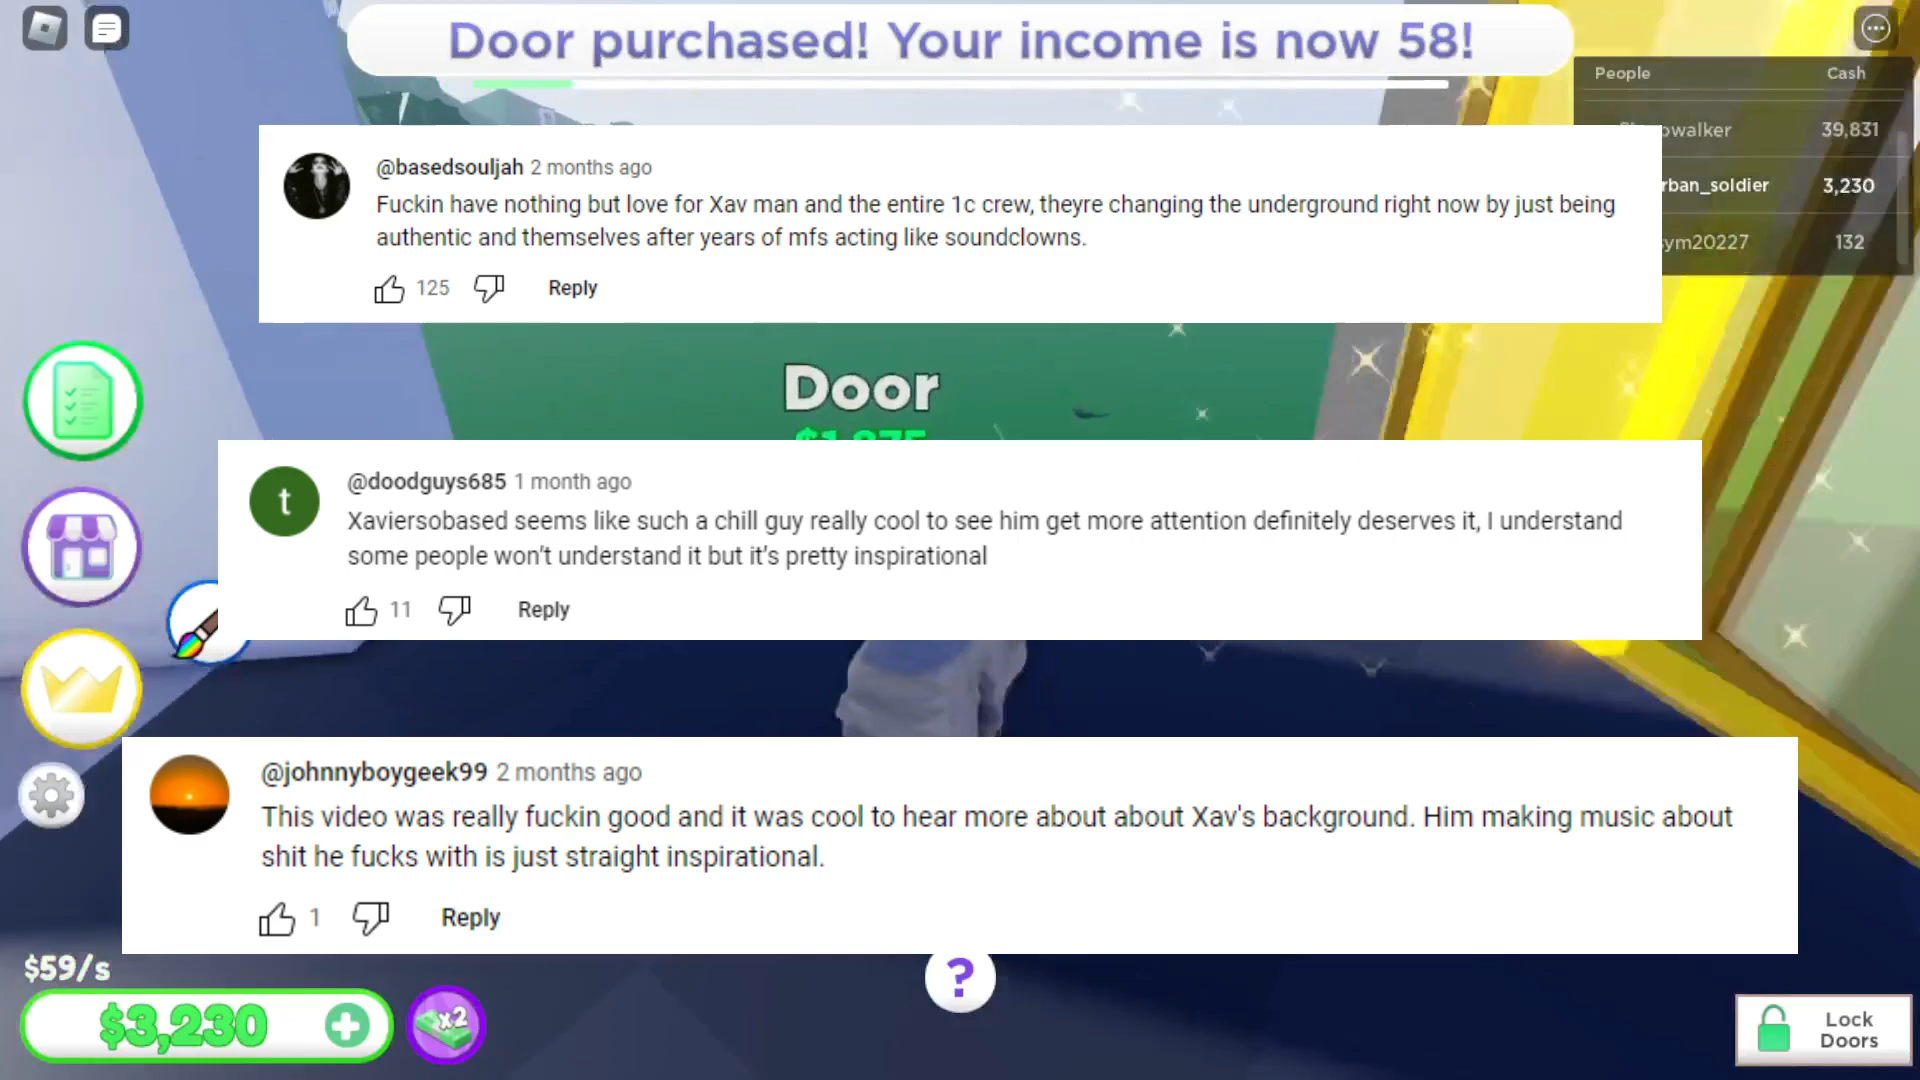 Door purchased! Your income is now 58!
People Cash
owalker 39,831
@basedsouljah 2 months ago
Fuckin have nothing but love for Xav man and the entire 1c crew, theyre changing the underground right now by just being
authentic and themselves after years of mfs acting like soundclowns.
125 Reply
rban_soldier 3,230
sym20227 132
Door
@doodguys685 1 month ago
t
Xaviersobased seems like such a chill guy really cool to see him get more attention definitely deserves it, I understand
some people won't understand it but it's pretty inspirational
11 Reply
@johnnyboygeek99 2 months ago
This video was really fuckin good and it was cool to hear more about about Xav's background. Him making music about
shit he fucks with is just straight inspirational.
1 Reply
$59/s
$3,230
x2
?
Lock
Doors